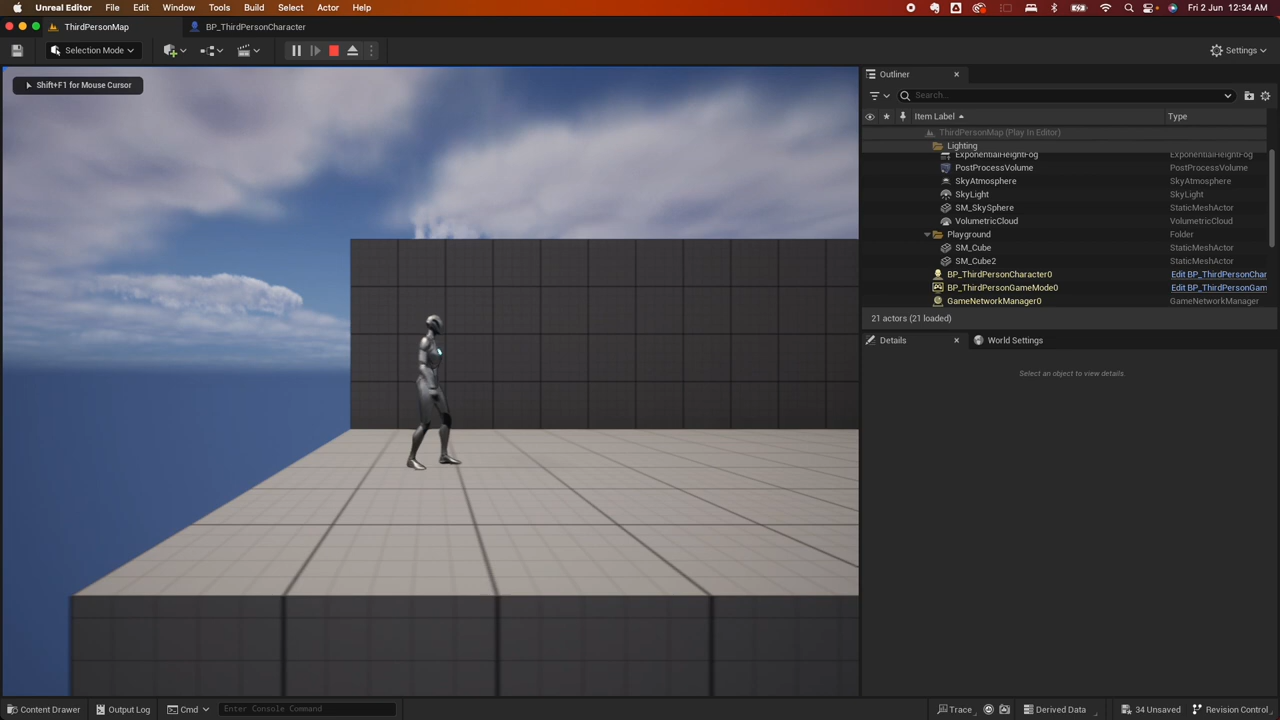 Unreal Editor File Edit Window Tools Build Select Actor Help Fri 2 Jun 12:34 AM
ThirdPersonMap BP_ThirdPersonCharacter
Selection Mode Settings
Shift+F1 for Mouse Cursor
Outliner
Search...
Item Label Type
ThirdPersonMap (Play In Editor)
Lighting
ExponentialHeightFog ExponentialHeightFog
PostProcessVolume PostProcessVolume
SkyAtmosphere SkyAtmosphere
SkyLight SkyLight
SM_SkySphere StaticMeshActor
VolumetricCloud VolumetricCloud
Playground Folder
SM_Cube StaticMeshActor
SM_Cube2 StaticMeshActor
BP_ThirdPersonCharacter0 Edit BP_ThirdPersonChar
BP_ThirdPersonGameMode0 Edit BP_ThirdPersonGam
GameNetworkManager0 GameNetworkManager
21 actors (21 loaded)
Details World Settings
Select an object to view details.
Content Drawer Output Log Cmd Enter Console Command Trace Derived Data 34 Unsaved Revision Control